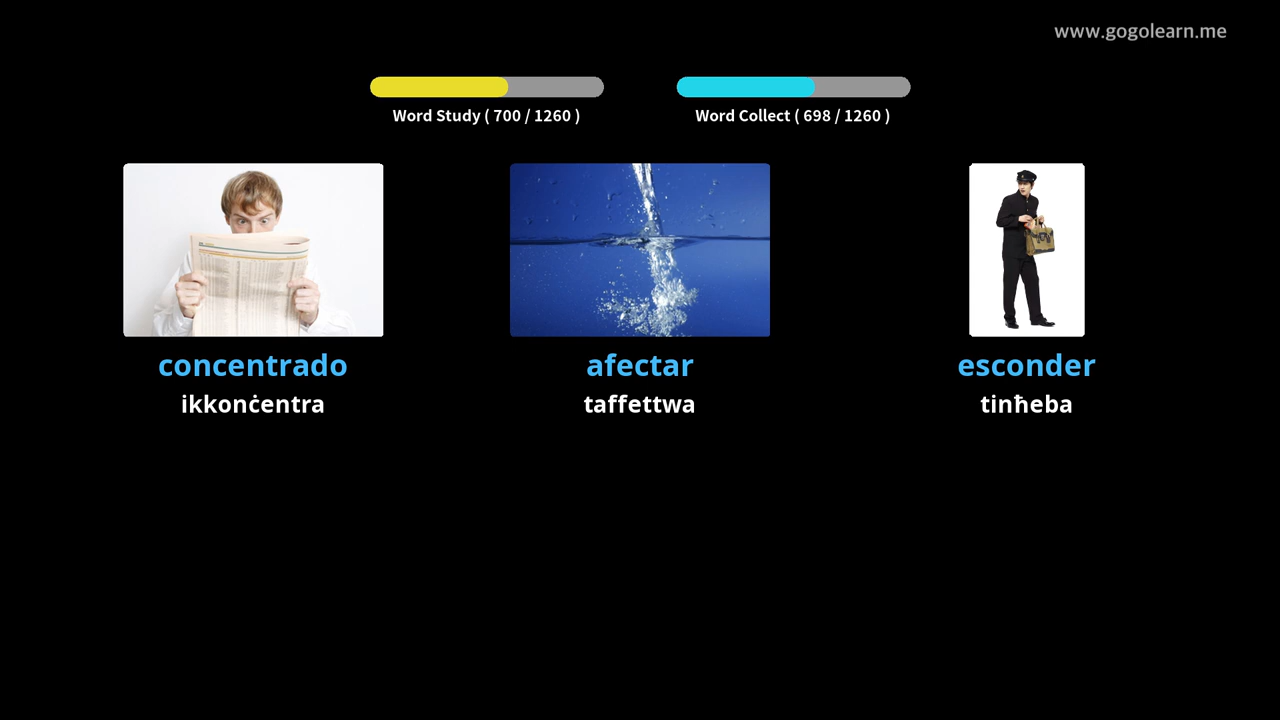 www.gogolearn.me
Word Study ( 700 / 1260 )
Word Collect ( 698 / 1260 )
concentrado
ikkonċentra
afectar
taffettwa
esconder
tinħeba